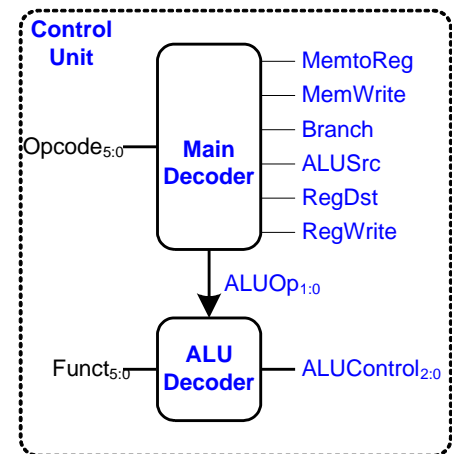 Control
Unit
MemtoReg
MemWrite
Branch
Opcode5:0
Main
Decoder
ALUSrc
RegDst
RegWrite
ALUOp1:0
Funct5:0
ALU
Decoder
ALUControl2:0